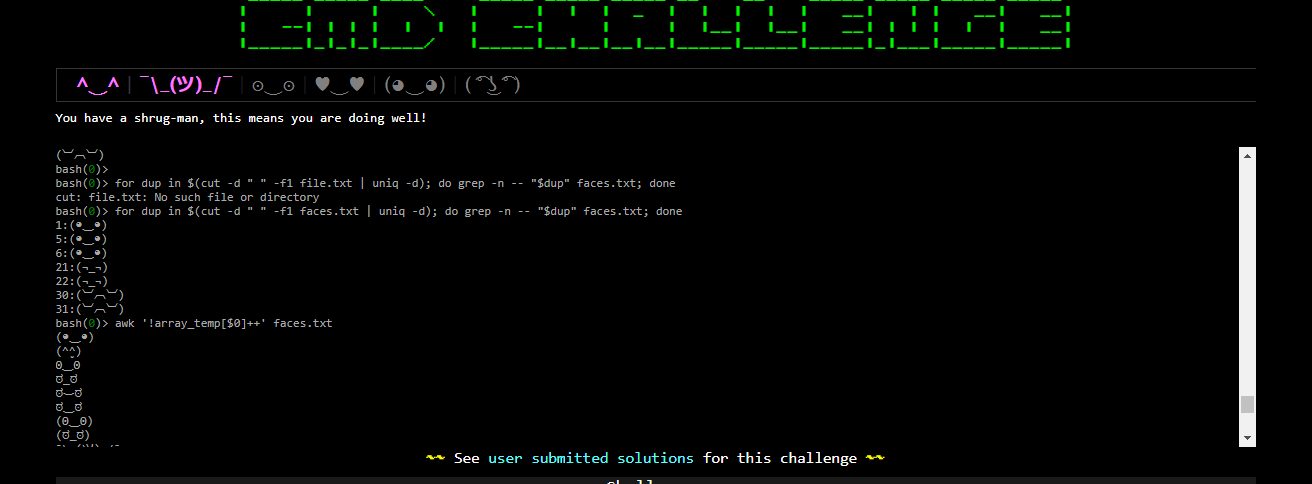 CMD CHALLENGE
^‿^ | ¯\_(ツ)_/¯ | ⊙‿⊙ | ♥‿♥ | (◕‿◕) | ( ͡° ͜ʖ ͡°)
You have a shrug-man, this means you are doing well!
(︶︹︶)
bash(0)>
bash(0)> for dup in $(cut -d " " -f1 file.txt | uniq -d); do grep -n -- "$dup" faces.txt; done
cut: file.txt: No such file or directory
bash(0)> for dup in $(cut -d " " -f1 faces.txt | uniq -d); do grep -n -- "$dup" faces.txt; done
1:(◕‿◕)
5:(◕‿◕)
6:(◕‿◕)
21:(¬_¬)
22:(¬_¬)
30:(︶︹︶)
31:(︶︹︶)
bash(0)> awk '!array_temp[$0]++' faces.txt
(◕‿◕)
(^̮^)
ʘ‿ʘ
ಠ_ಠ
ಠ⌣ಠ
ಠ‿ಠ
(ʘ‿ʘ)
(ಠ_ಠ)
~~ See user submitted solutions for this challenge ~~